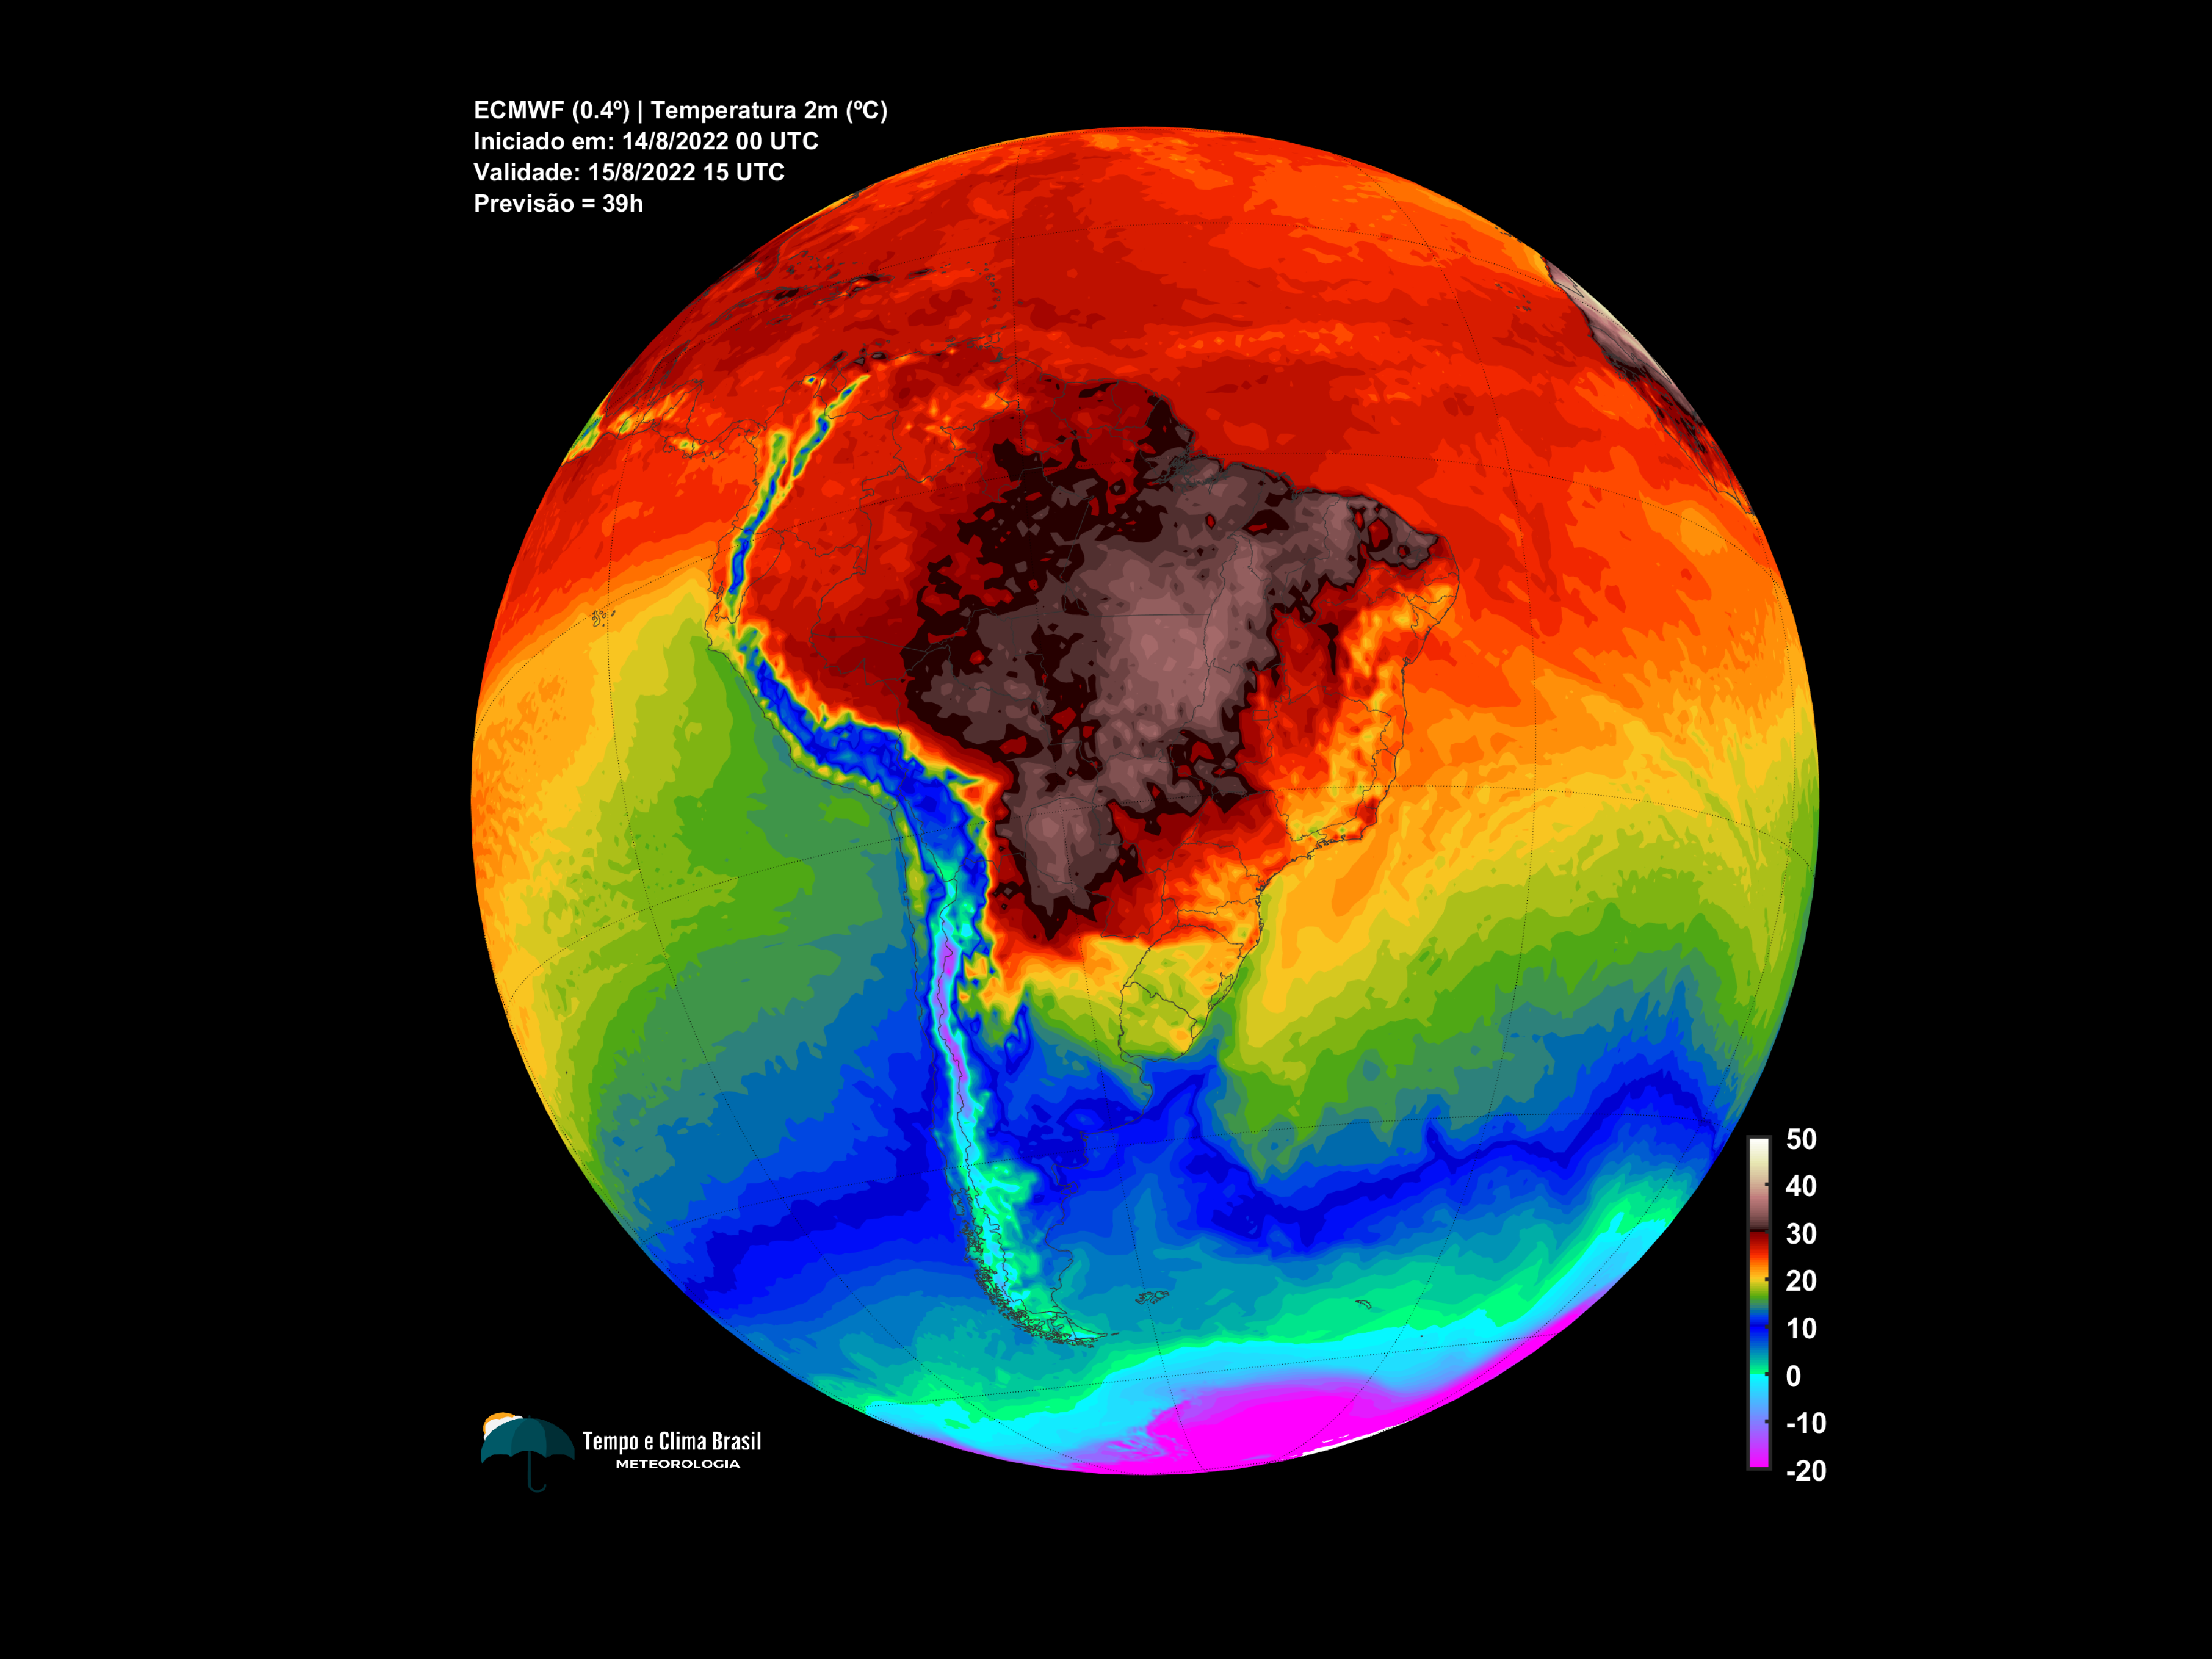 ECMWF (0.4º) | Temperatura 2m (ºC)
Iniciado em: 14/8/2022 00 UTC
Validade: 15/8/2022 15 UTC
Previsão = 39h
50
40
30
20
10
0
-10
-20
Tempo e Clima Brasil
METEOROLOGIA